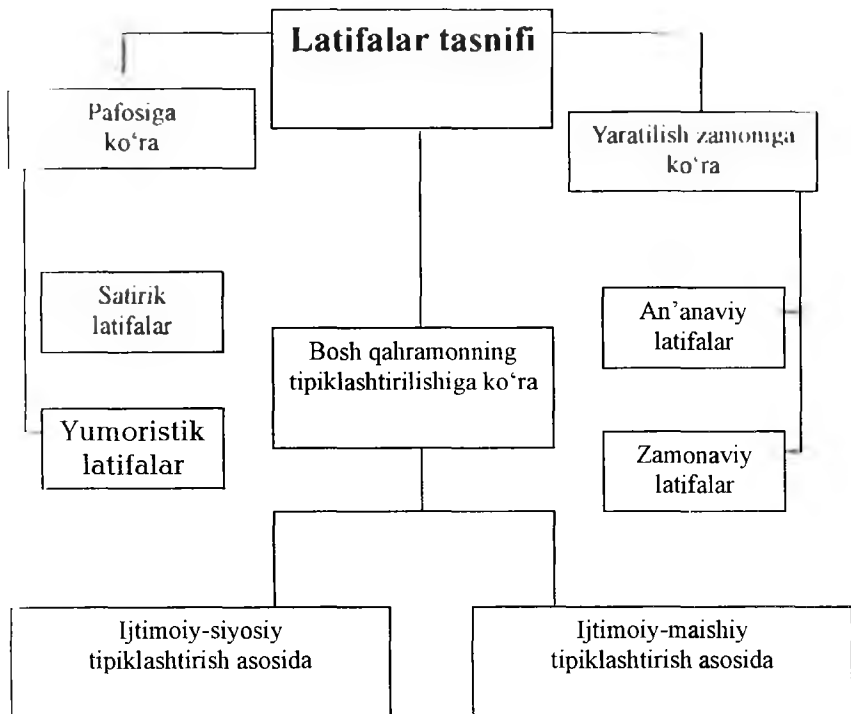 Latifalar tasnifi
Pafosiga
ko‘ra
Yaratilish zamoniga
ko‘ra
Satirik
latifalar
An’anaviy
latifalar
Bosh qahramonning
tipiklashtirilishiga ko‘ra
Yumoristik
latifalar
Zamonaviy
latifalar
Ijtimoiy-siyosiy
tipiklashtirish asosida
Ijtimoiy-maishiy
tipiklashtirish asosida